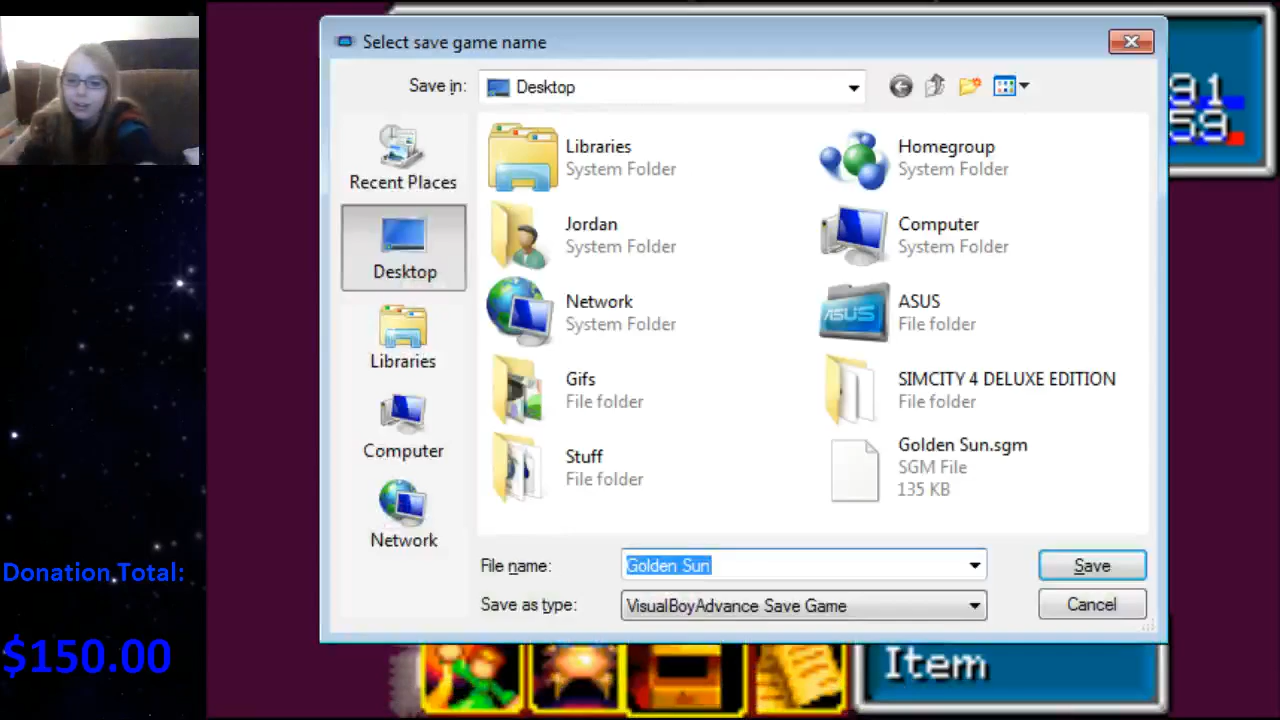 Select save game name
Save in:
Desktop
91
59
Recent Places
Desktop
Libraries
Computer
Network
Libraries
System Folder
Homegroup
System Folder
Jordan
System Folder
Computer
System Folder
Network
System Folder
ASUS
ASUS
File folder
Gifs
File folder
SIMCITY 4 DELUXE EDITION
File folder
Stuff
File folder
Golden Sun.sgm
SGM File
135 KB
File name:
Golden Sun
Save
Save as type:
VisualBoyAdvance Save Game
Cancel
Donation Total:
$150.00
Item